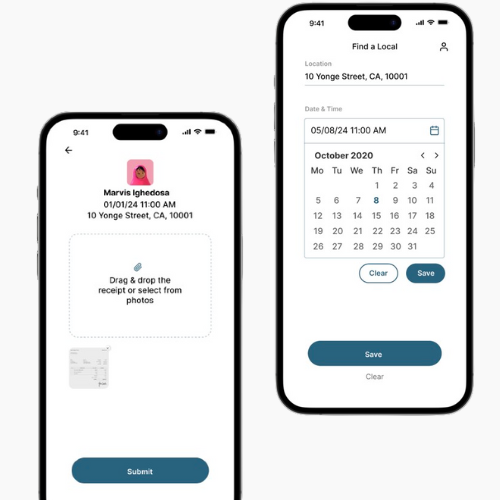 9:41
Marvis Ighedosa
01/01/24 11:00 AM
10 Yonge Street, CA, 10001
Drag & drop the
receipt or select from
photos
Submit
9:41
Find a Local
Location
10 Yonge Street, CA, 10001
Date & Time
05/08/24 11:00 AM
October 2020
Mo Tu We Th Fr Sa Su
1 2 3 4
5 6 7 8 9 10 11
12 13 14 15 16 17 18
19 20 21 22 23 24 25
26 27 28 29 30 31
Clear Save
Save
Clear